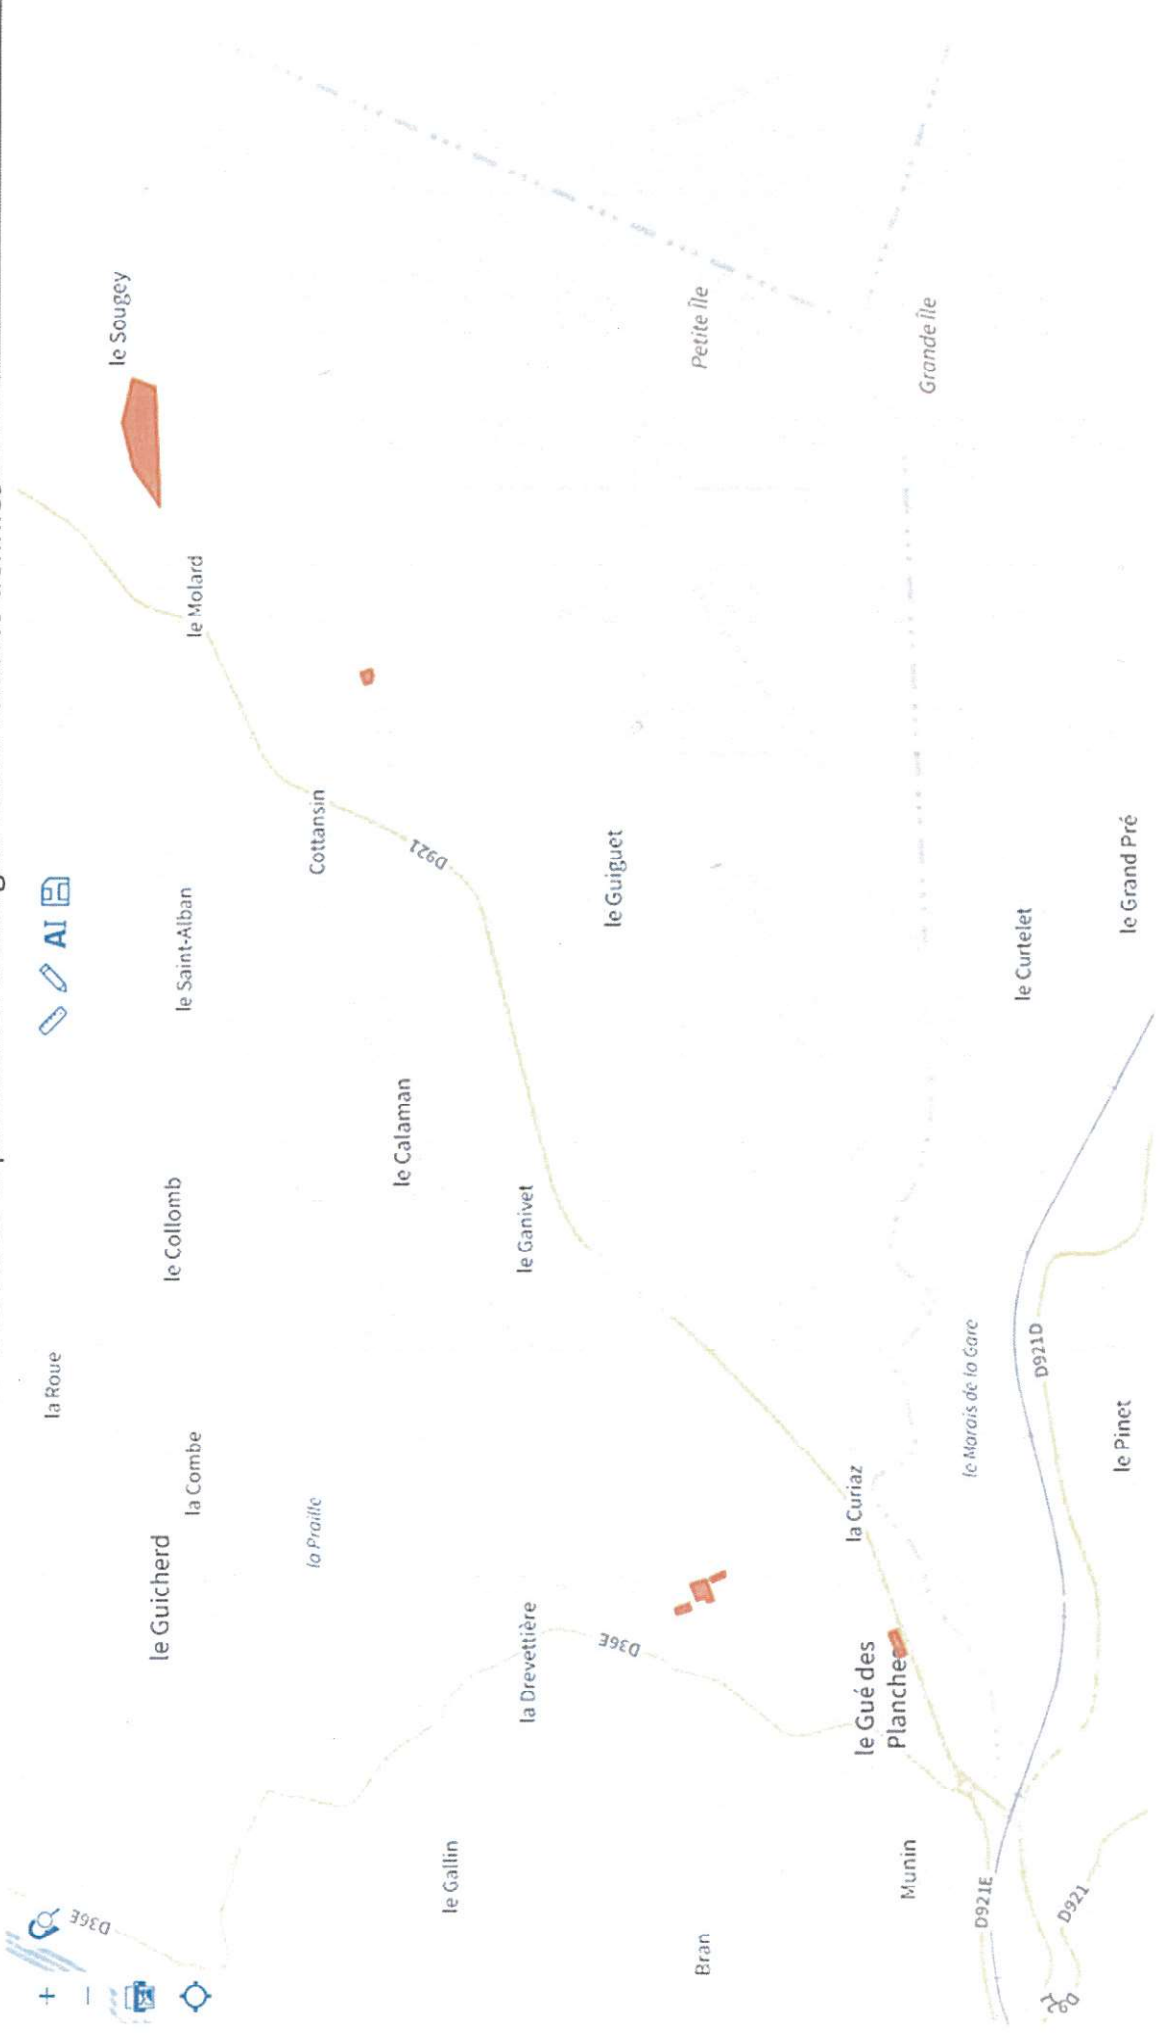 D36E
AI
la Roue
le Sougey
le Guicherd
la Combe
le Collomb
le Saint-Alban
le Molard
la Praille
Cottansin
le Calaman
D921
le Gallin
la Drevettière
le Ganivet
D36E
le Guiguet
Bran
Petite Île
le Gué des
Planches
la Curiaz
Munin
Grande Île
D921E
le Marais de la Gare
le Curtelet
D921D
D921
le Pinet
le Grand Pré